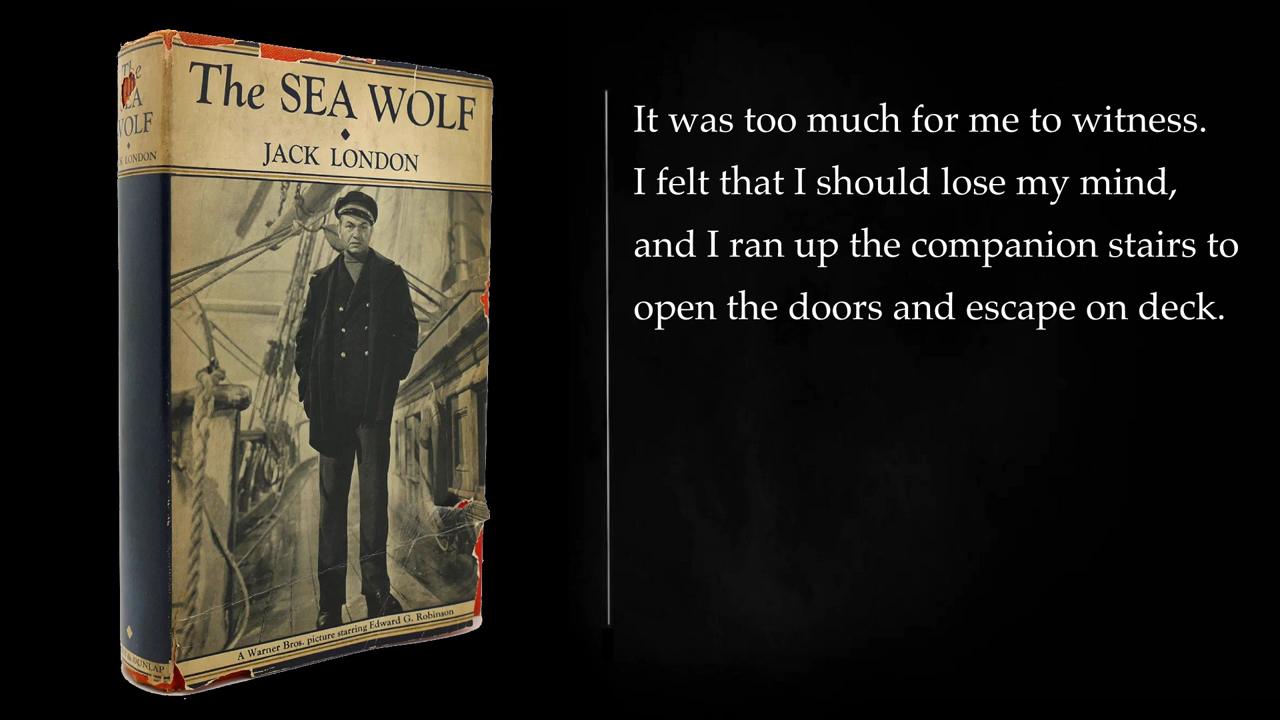 The SEA WOLF
JACK LONDON
A Warner Bros. picture starring Edward G. Robinson
The
WOLF
LONDON
DUNLAP
It was too much for me to witness.
I felt that I should lose my mind,
and I ran up the companion stairs to
open the doors and escape on deck.